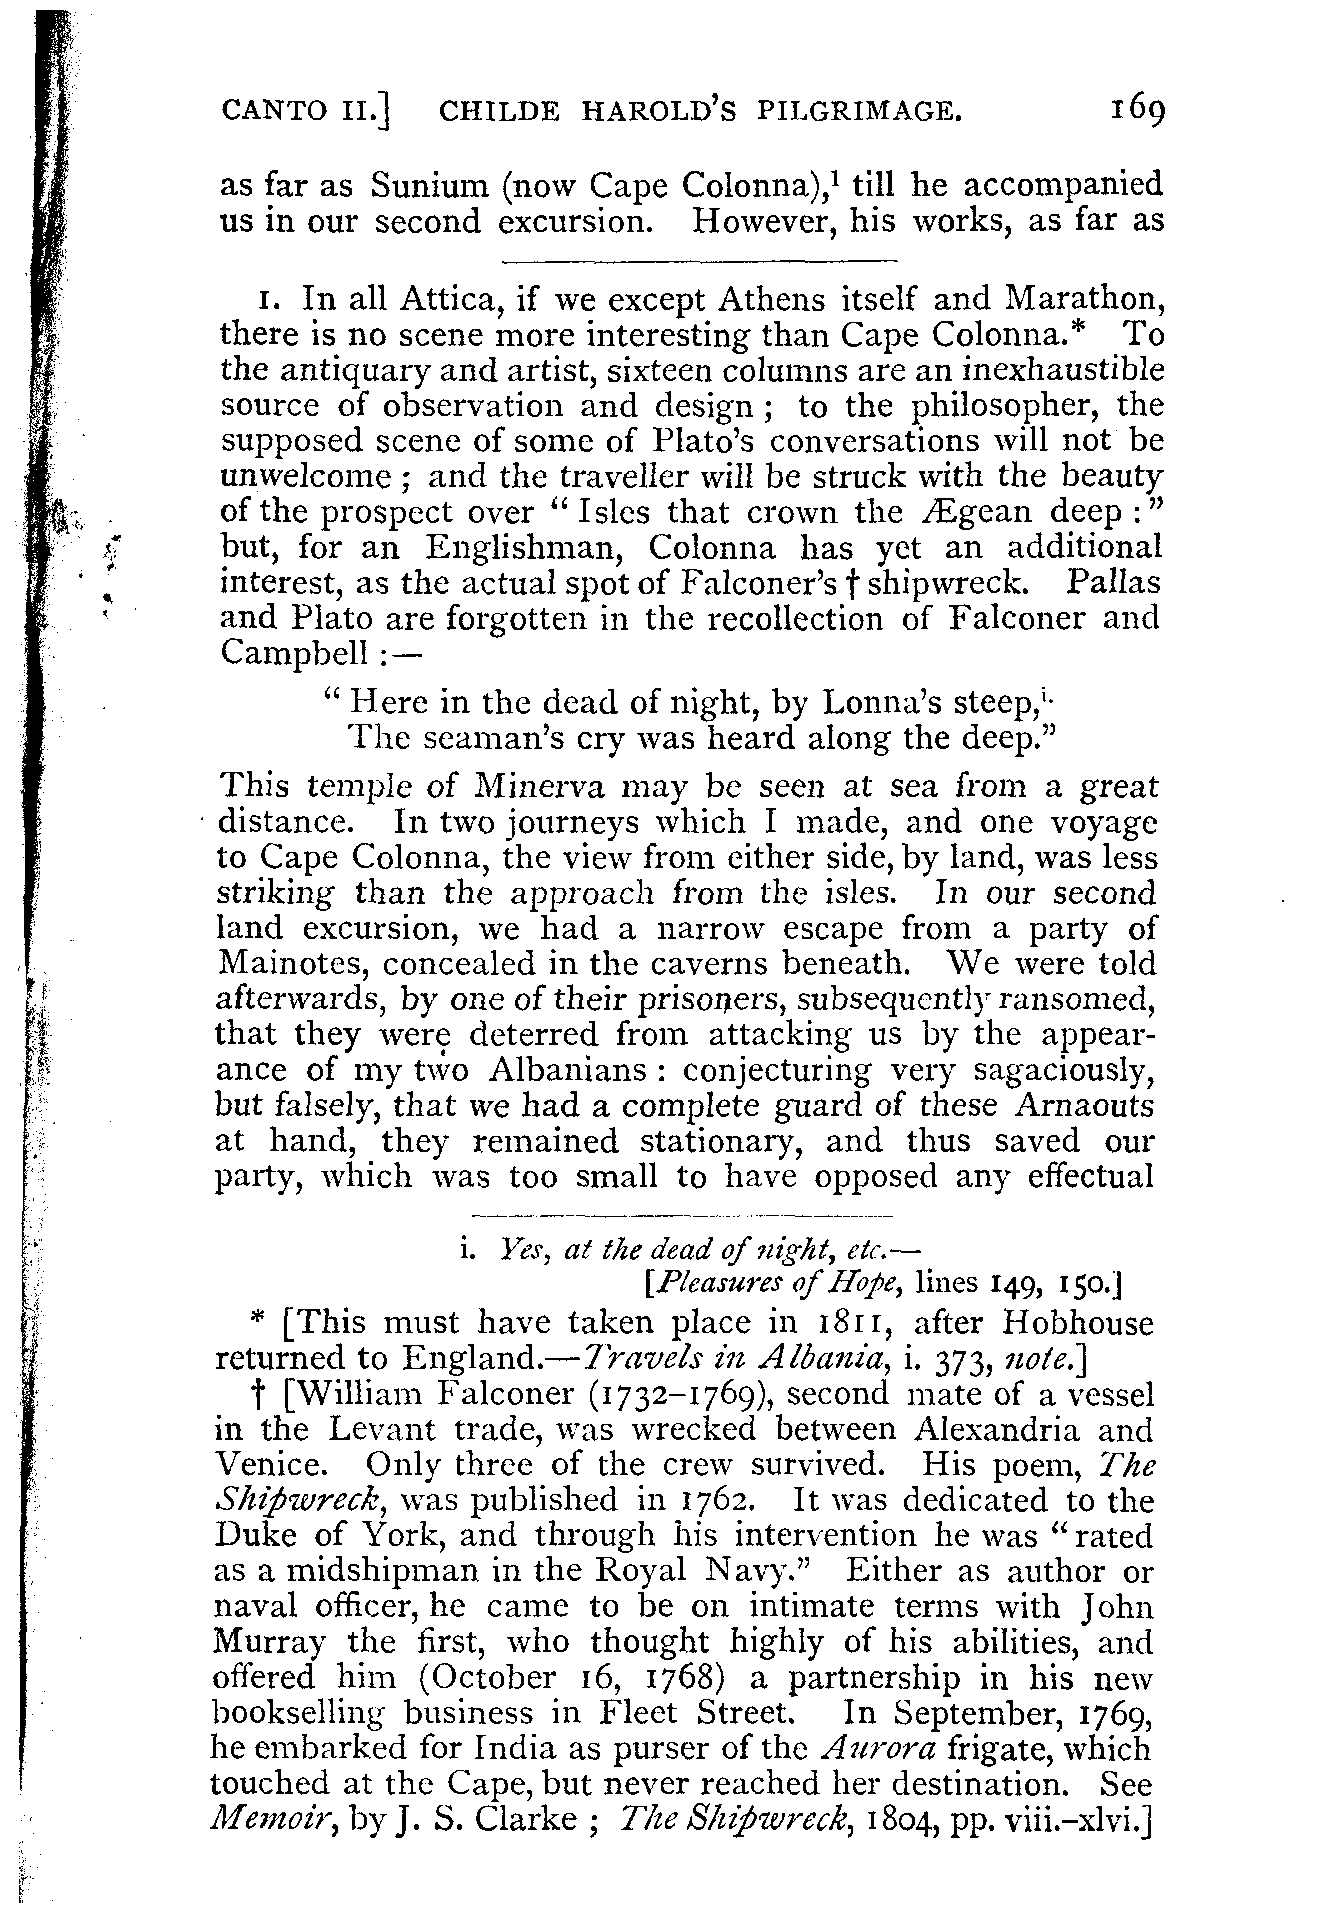 CANTO II.] CHILDE HAROLD'S PILGRIMAGE. 169
as far as Sunium (now Cape Colonna),¹ till he accompanied
us in our second excursion. However, his works, as far as
1. In all Attica, if we except Athens itself and Marathon,
there is no scene more interesting than Cape Colonna.* To
the antiquary and artist, sixteen columns are an inexhaustible
source of observation and design ; to the philosopher, the
supposed scene of some of Plato's conversations will not be
unwelcome ; and the traveller will be struck with the beauty
of the prospect over “ Isles that crown the Ægean deep : ”
but, for an Englishman, Colonna has yet an additional
interest, as the actual spot of Falconer's † shipwreck. Pallas
and Plato are forgotten in the recollection of Falconer and
Campbell :—
“ Here in the dead of night, by Lonna's steep,ⁱ·
The seaman's cry was heard along the deep.”
This temple of Minerva may be seen at sea from a great
distance. In two journeys which I made, and one voyage
to Cape Colonna, the view from either side, by land, was less
striking than the approach from the isles. In our second
land excursion, we had a narrow escape from a party of
Mainotes, concealed in the caverns beneath. We were told
afterwards, by one of their prisoners, subsequently ransomed,
that they were deterred from attacking us by the appear-
ance of my two Albanians : conjecturing very sagaciously,
but falsely, that we had a complete guard of these Arnaouts
at hand, they remained stationary, and thus saved our
party, which was too small to have opposed any effectual
i. Yes, at the dead of night, etc.—
[Pleasures of Hope, lines 149, 150.]
* [This must have taken place in 1811, after Hobhouse
returned to England.—Travels in Albania, i. 373, note.]
† [William Falconer (1732–1769), second mate of a vessel
in the Levant trade, was wrecked between Alexandria and
Venice. Only three of the crew survived. His poem, The
Shipwreck, was published in 1762. It was dedicated to the
Duke of York, and through his intervention he was “ rated
as a midshipman in the Royal Navy.” Either as author or
naval officer, he came to be on intimate terms with John
Murray the first, who thought highly of his abilities, and
offered him (October 16, 1768) a partnership in his new
bookselling business in Fleet Street. In September, 1769,
he embarked for India as purser of the Aurora frigate, which
touched at the Cape, but never reached her destination. See
Memoir, by J. S. Clarke ; The Shipwreck, 1804, pp. viii.–xlvi.]